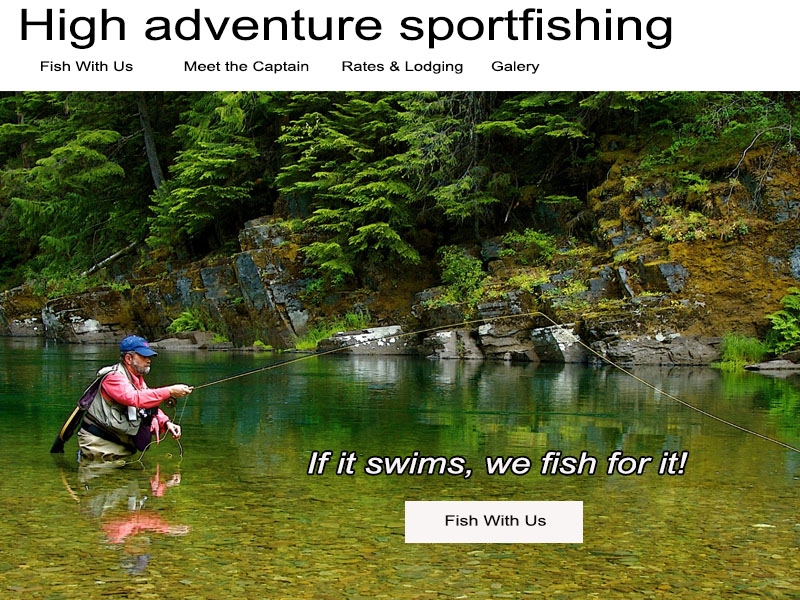 High adventure sportfishing
Fish With Us Meet the Captain Rates & Lodging Galery
If it swims, we fish for it!
Fish With Us